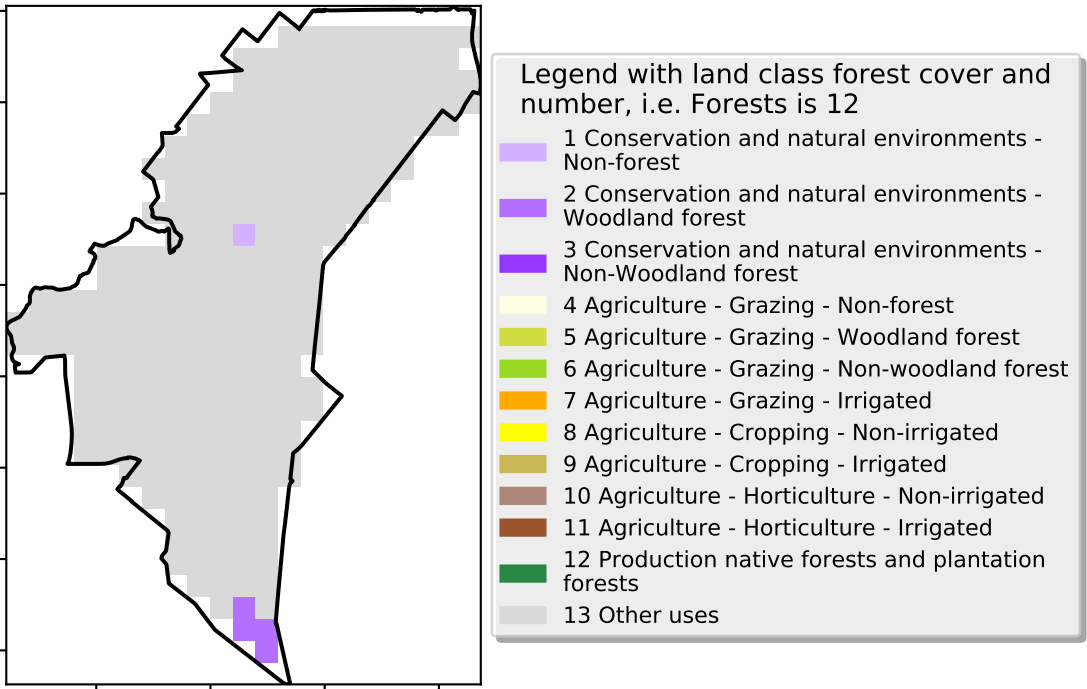 Legend with land class forest cover and
number, i.e. Forests is 12
1 Conservation and natural environments -
Non-forest
2 Conservation and natural environments -
Woodland forest
3 Conservation and natural environments -
Non-Woodland forest
4 Agriculture - Grazing - Non-forest
5 Agriculture - Grazing - Woodland forest
6 Agriculture - Grazing - Non-woodland forest
7 Agriculture - Grazing - Irrigated
8 Agriculture - Cropping - Non-irrigated
9 Agriculture - Cropping - Irrigated
10 Agriculture - Horticulture - Non-irrigated
11 Agriculture - Horticulture - Irrigated
12 Production native forests and plantation
forests
13 Other uses